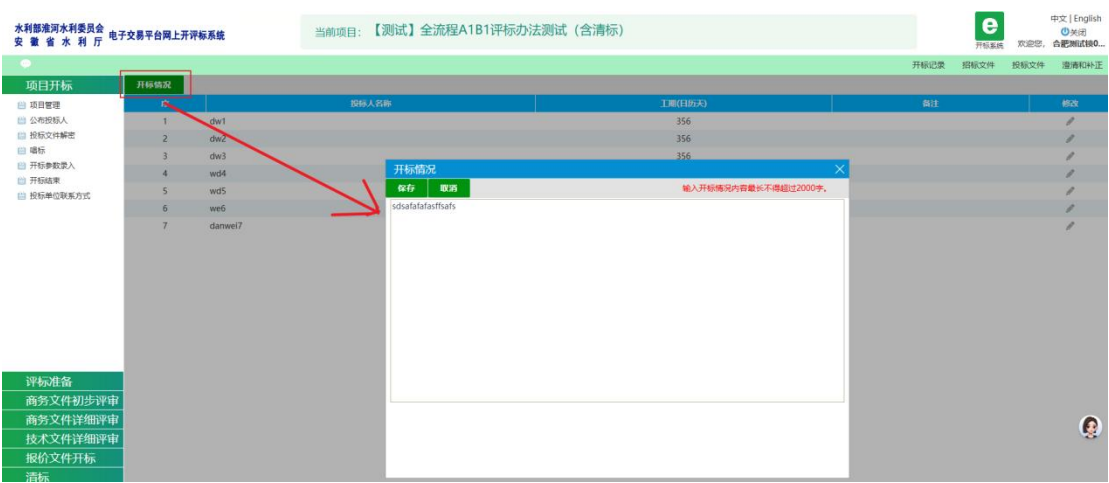 水利部淮河水利委员会
安徽省水利厅
电子交易平台网上开评标系统
当前项目：【测试】全流程A1B1评标办法测试（含清标）
e
开标系统
中文 | English
关闭
欢迎您，合肥测试锁0...
开标记录 招标文件 投标文件 澄清和补正
项目开标
项目管理
公布投标人
投标文件解密
唱标
开标参数录入
开标结束
投标单位联系方式
评标准备
商务文件初步评审
商务文件详细评审
技术文件详细评审
报价文件开标
清标
开标情况
序 投标人名称 工期(日历天) 备注 修改
1 dw1 356
2 dw2 356
3 dw3 356
4 wd4
5 wd5
6 we6
7 danwei7
开标情况
保存 取消 输入开标情况内容最长不得超过2000字。
sdsafafafasffsafs